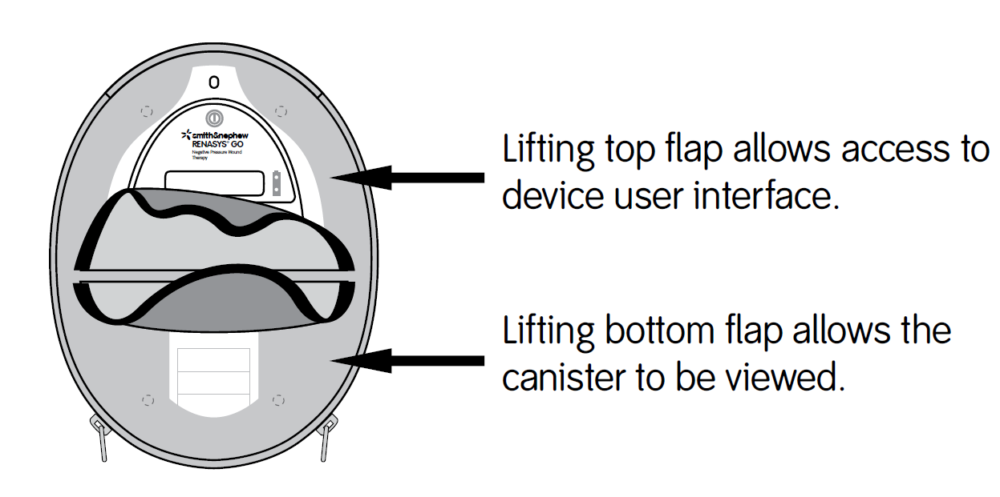 smith&nephew
RENASYS° GO
Negative Pressure Wound
Therapy
Lifting top flap allows access to
device user interface.
Lifting bottom flap allows the
canister to be viewed.